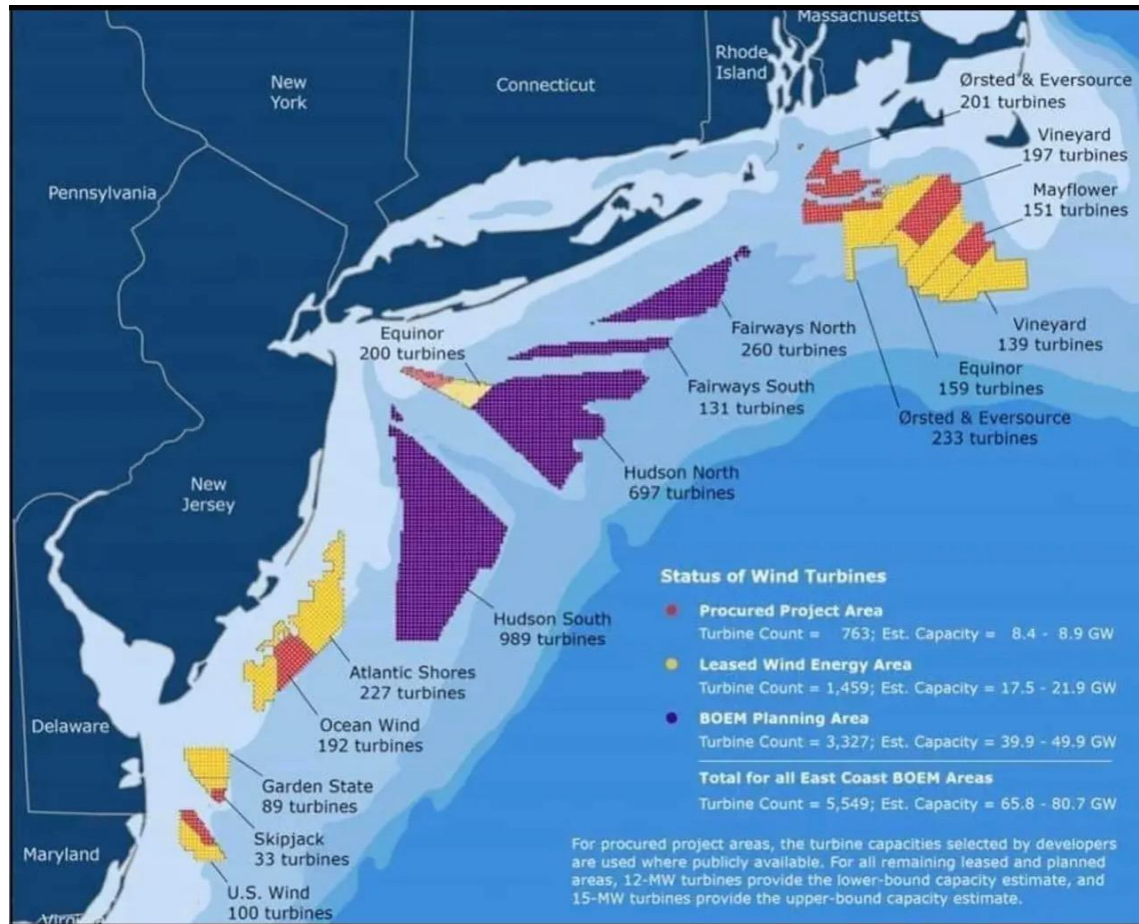 Massachusetts
Rhode
Island
Connecticut
New
York
Pennsylvania
Ørsted & Eversource
201 turbines
Vineyard
197 turbines
Mayflower
151 turbines
Equinor
200 turbines
Fairways North
260 turbines
Vineyard
139 turbines
Fairways South
131 turbines
Equinor
159 turbines
Ørsted & Eversource
233 turbines
Hudson North
697 turbines
New
Jersey
Hudson South
989 turbines
Atlantic Shores
227 turbines
Ocean Wind
192 turbines
Delaware
Garden State
89 turbines
Skipjack
33 turbines
Maryland
U.S. Wind
100 turbines
Virginia
Status of Wind Turbines
Procured Project Area
Turbine Count = 763; Est. Capacity = 8.4 - 8.9 GW
Leased Wind Energy Area
Turbine Count = 1,459; Est. Capacity = 17.5 - 21.9 GW
BOEM Planning Area
Turbine Count = 3,327; Est. Capacity = 39.9 - 49.9 GW
Total for all East Coast BOEM Areas
Turbine Count = 5,549; Est. Capacity = 65.8 - 80.7 GW
For procured project areas, the turbine capacities selected by developers
are used where publicly available. For all remaining leased and planned
areas, 12-MW turbines provide the lower-bound capacity estimate, and
15-MW turbines provide the upper-bound capacity estimate.